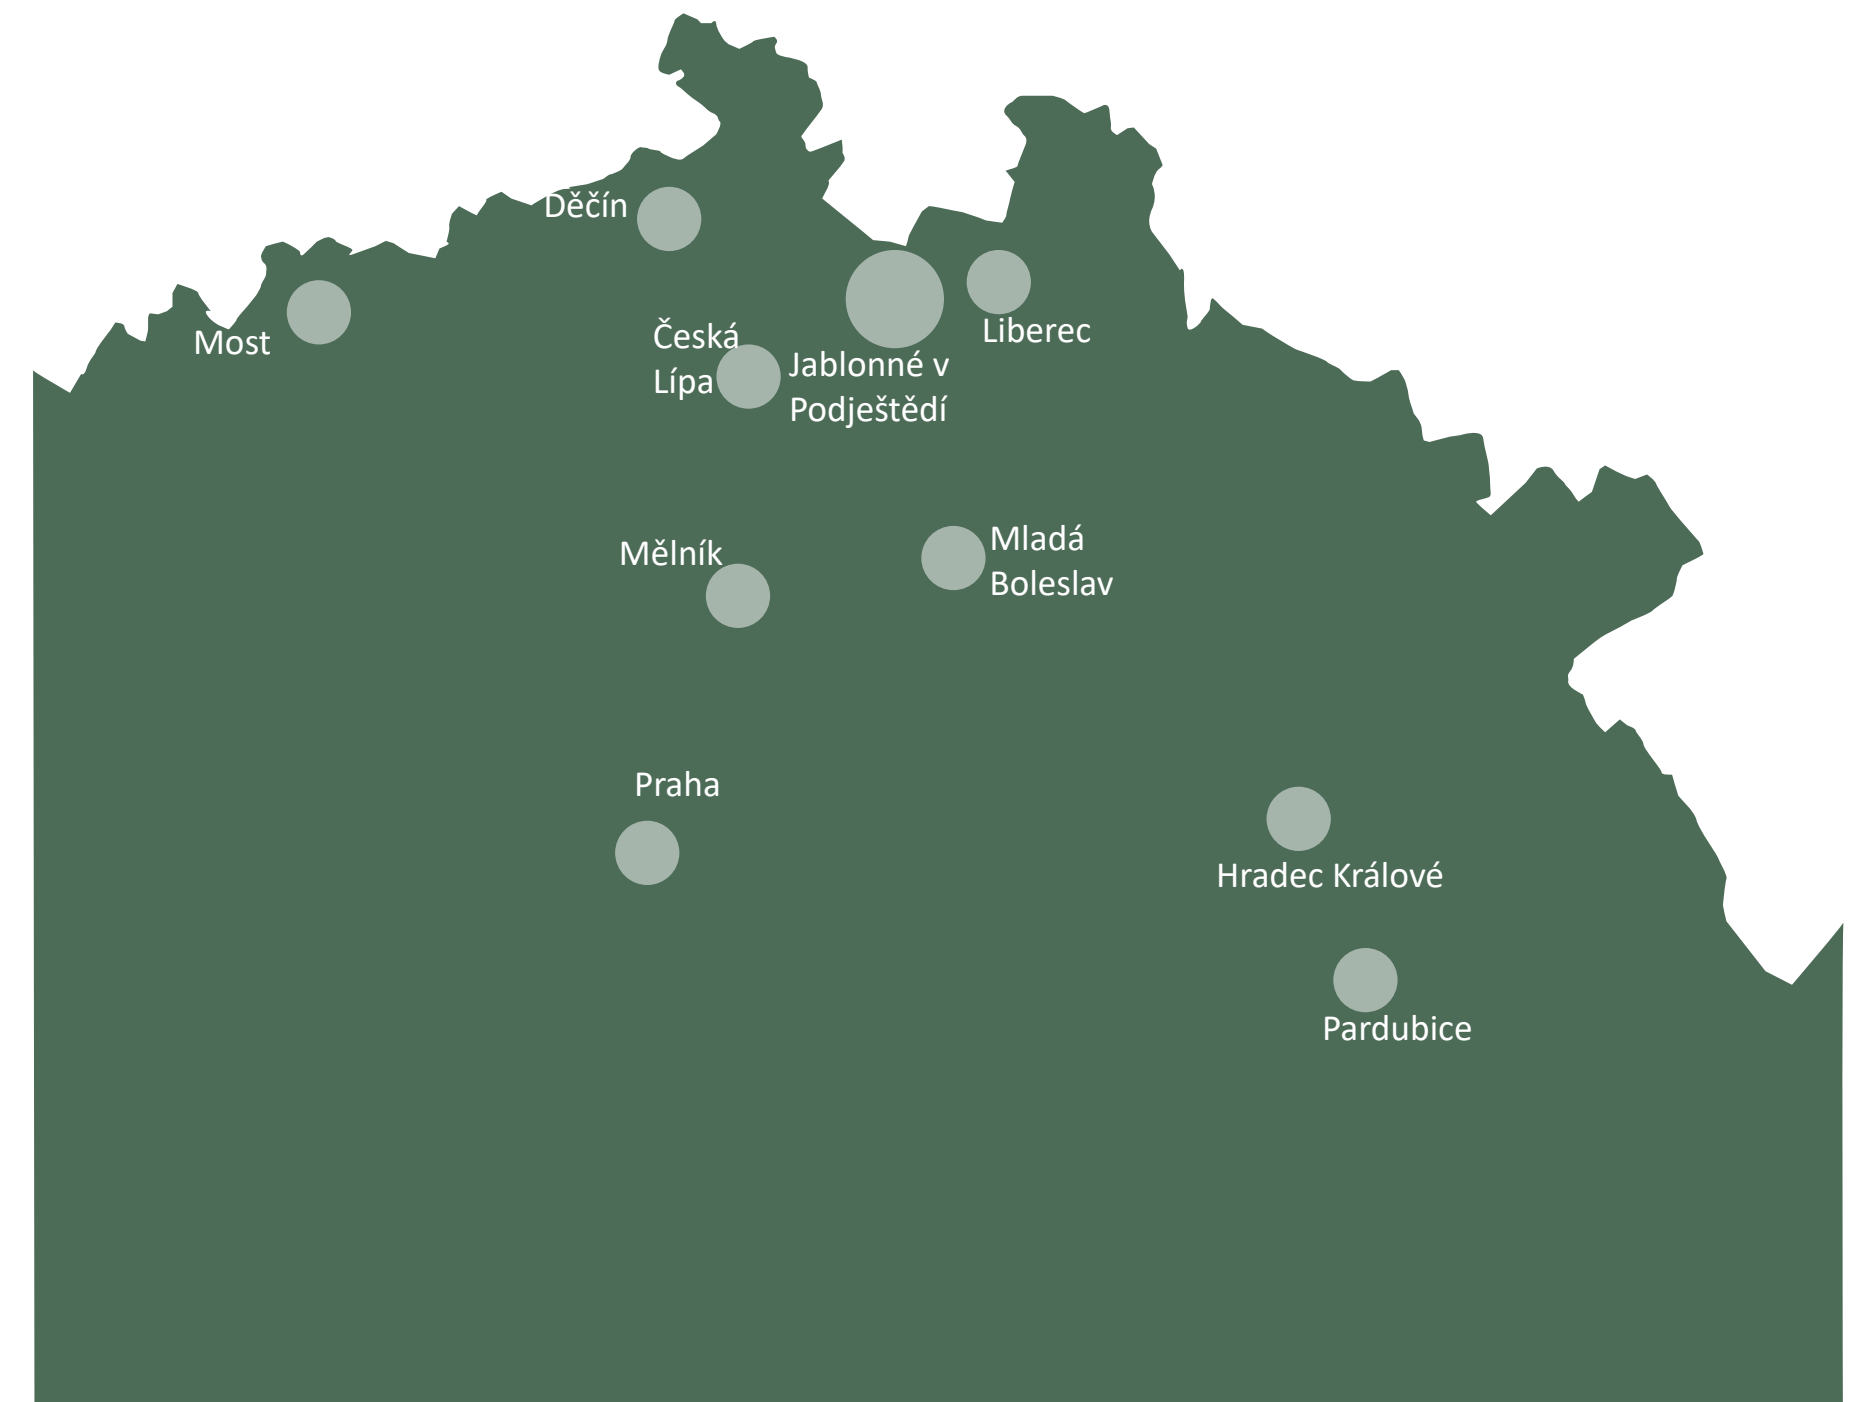 Děčín
Most
Česká
Lípa
Jablonné v
Podještědí
Liberec
Mělník
Mladá
Boleslav
Praha
Hradec Králové
Pardubice